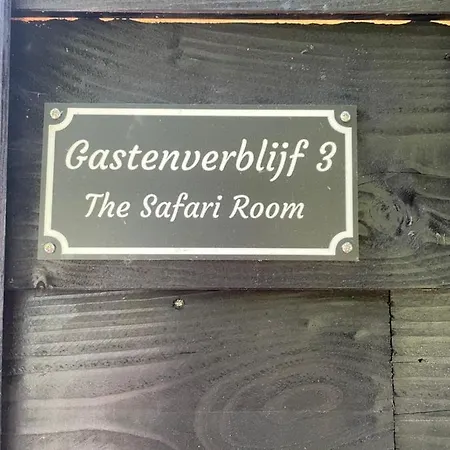 Gastenverblijf 3
The Safari Room